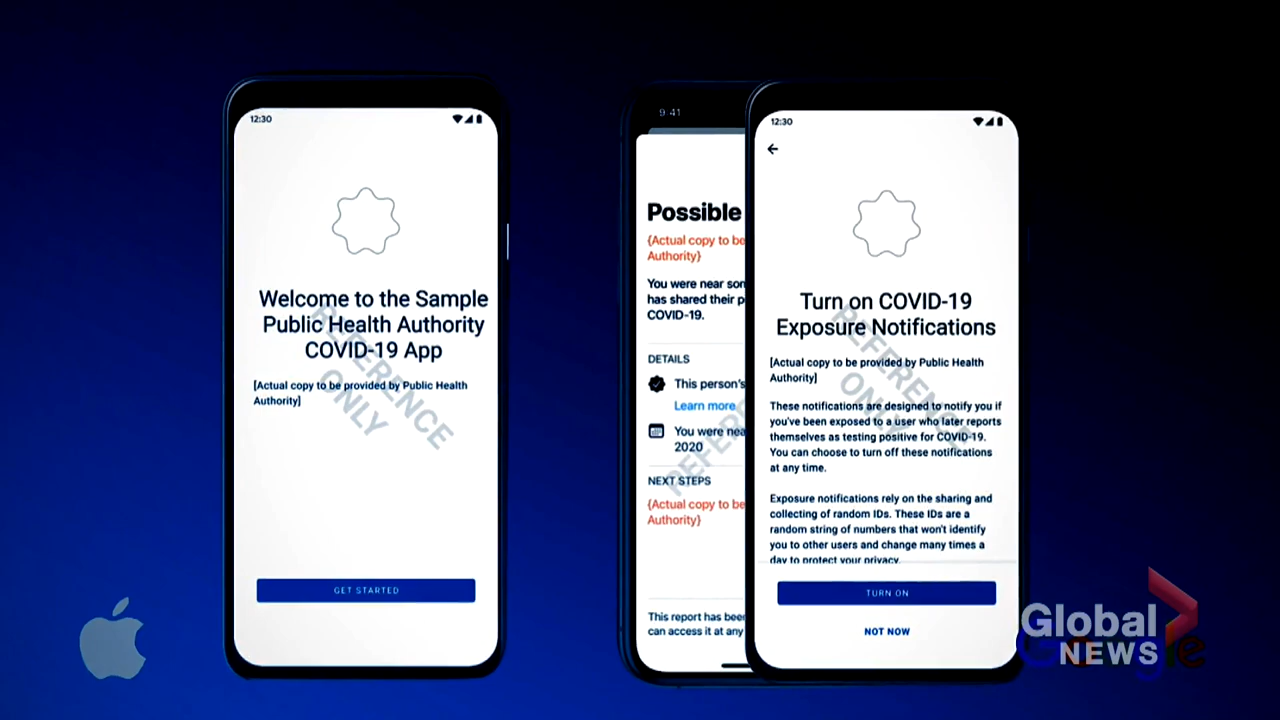 12:30
Welcome to the Sample
Public Health Authority
COVID-19 App
[Actual copy to be provided by Public Health
Authority]
REFERENCE
ONLY
GET STARTED
9:41
Possible
{Actual copy to be
Authority}
You were near son
has shared their p
COVID-19.
DETAILS
This person's
Learn more
You were nea
2020
NEXT STEPS
{Actual copy to be
Authority}
This report has been
can access it at any
REFERE
12:30
Turn on COVID-19
Exposure Notifications
[Actual copy to be provided by Public Health
Authority]
These notifications are designed to notify you if
you've been exposed to a user who later reports
themselves as testing positive for COVID-19.
You can choose to turn off these notifications
at any time.
Exposure notifications rely on the sharing and
collecting of random IDs. These IDs are a
random string of numbers that won't identify
you to other users and change many times a
day to protect your privacy.
REFERENCE
ONLY
TURN ON
NOT NOW
Global
NEWS
Google